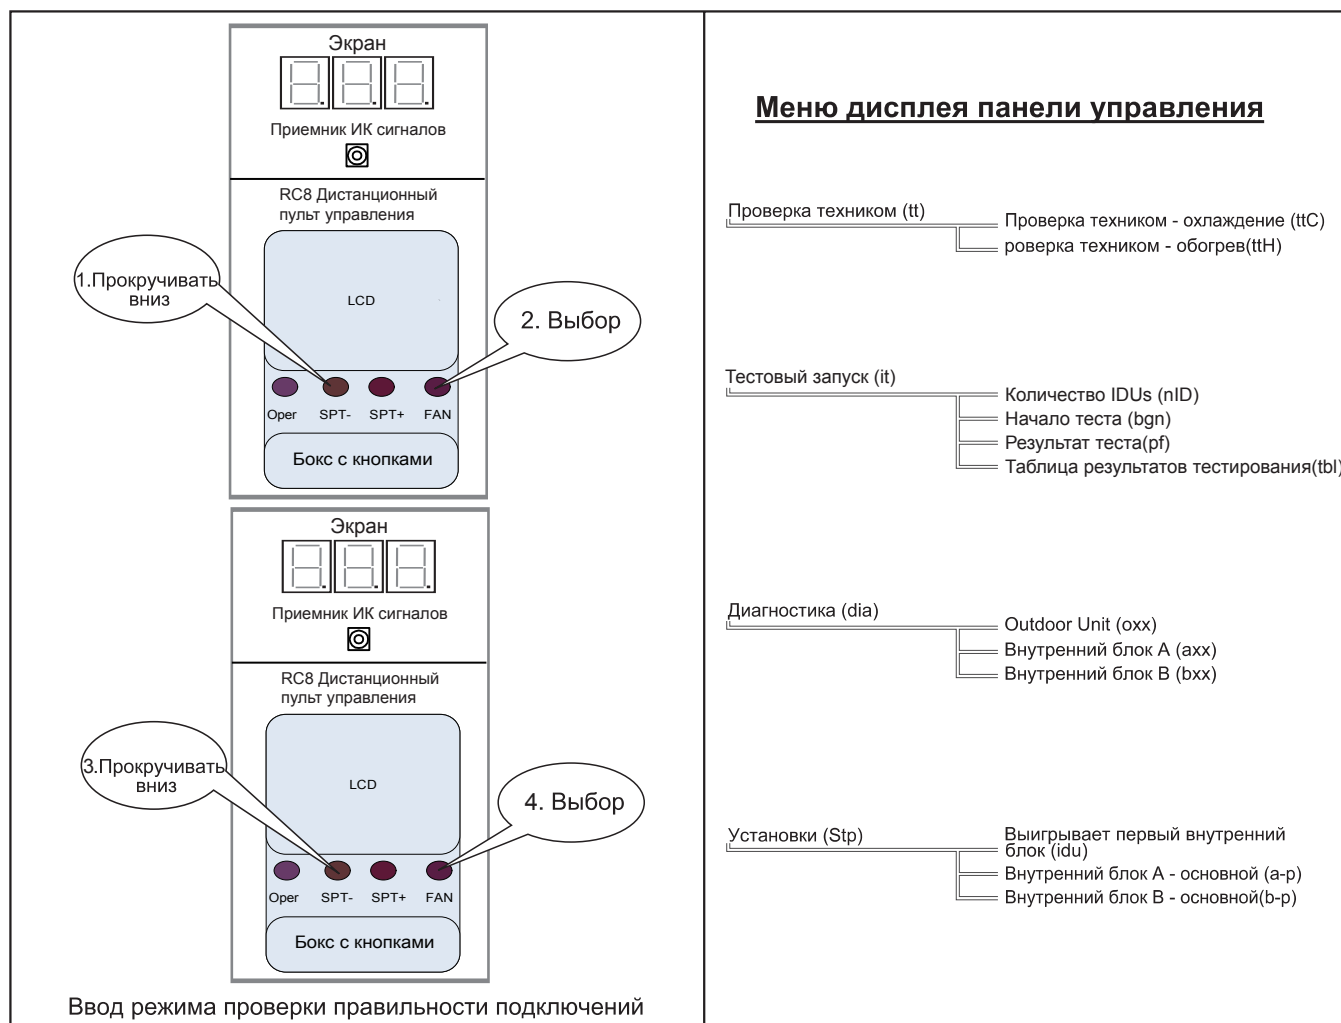 Экран
Приемник ИК сигналов
RC8 Дистанционный
пульт управления
1.Прокручивать
вниз
LCD
2. Выбор
Oper SPT- SPT+ FAN
Бокс с кнопками
Экран
Приемник ИК сигналов
RC8 Дистанционный
пульт управления
3.Прокручивать
вниз
LCD
4. Выбор
Oper SPT- SPT+ FAN
Бокс с кнопками
Ввод режима проверки правильности подключений
Меню дисплея панели управления
Проверка техником (tt)
Проверка техником - охлаждение (ttC)
роверка техником - обогрев(ttH)
Тестовый запуск (it)
Количество IDUs (nID)
Начало теста (bgn)
Результат теста(pf)
Таблица результатов тестирования(tbl)
Диагностика (dia)
Outdoor Unit (oxx)
Внутренний блок A (axx)
Внутренний блок B (bxx)
Установки (Stp)
Выигрывает первый внутренний
блок (idu)
Внутренний блок A - основной (a-p)
Внутренний блок B - основной(b-p)